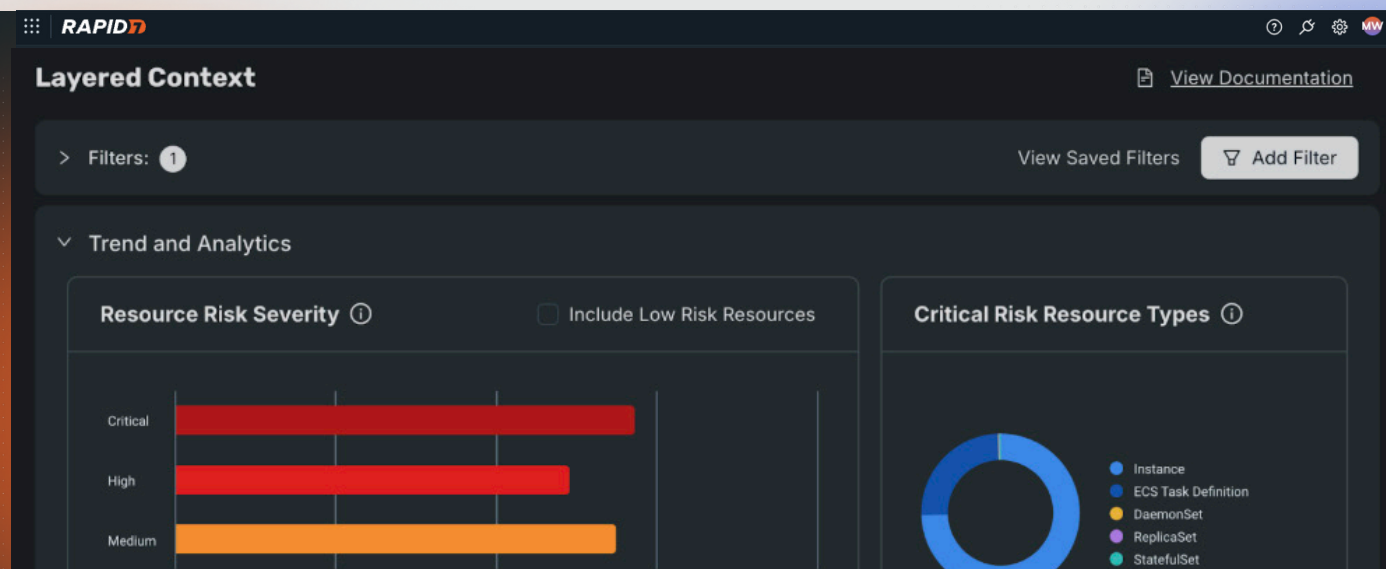 RAPID7
MW
Layered Context
View Documentation
Filters: 1
View Saved Filters
Add Filter
Trend and Analytics
Resource Risk Severity
Include Low Risk Resources
Critical Risk Resource Types
Critical
High
Medium
Instance
ECS Task Definition
DaemonSet
ReplicaSet
StatefulSet